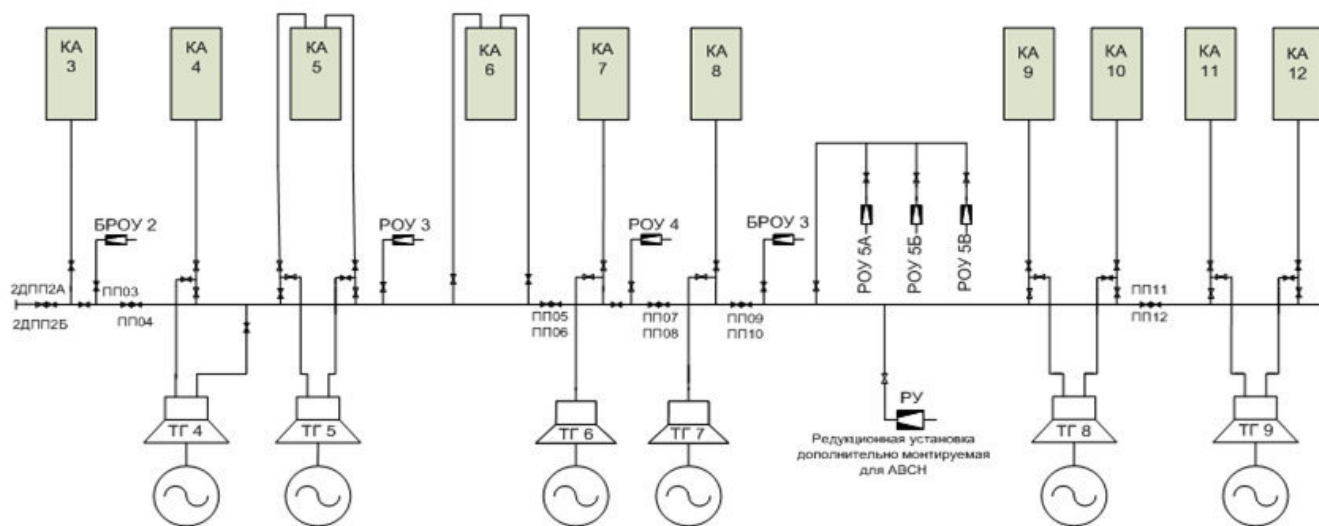 КА
3
КА
4
КА
5
КА
6
КА
7
КА
8
КА
9
КА
10
КА
11
КА
12
БРОУ 2
РОУ 3
РОУ 4
БРОУ 3
РОУ 5А
РОУ 5Б
РОУ 5В
2ДПП2А
2ДПП2Б
ПП03
ПП04
ПП05
ПП06
ПП07
ПП08
ПП09
ПП10
ПП11
ПП12
РУ
Редукционная установка
дополнительно монтируемая
для АВСН
ТГ 4
ТГ 5
ТГ 6
ТГ 7
ТГ 8
ТГ 9